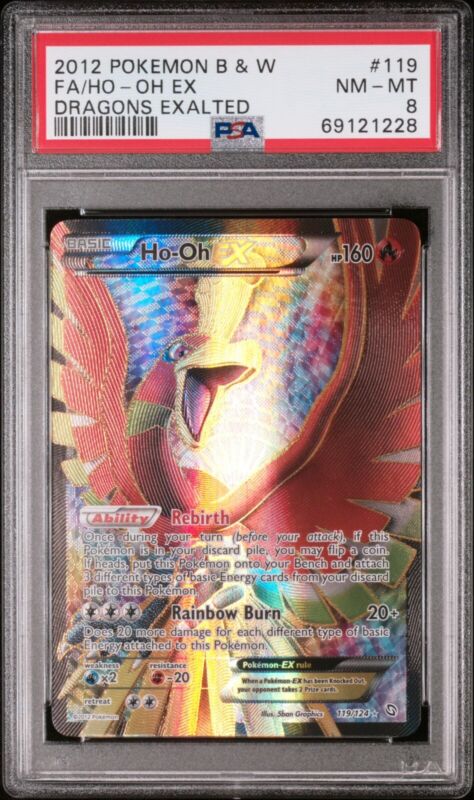 2012 POKEMON B & W #119
FA/HO-OH EX NM-MT
DRAGONS EXALTED 8
PSA 69121228
BASIC Ho-Oh EX HP160
Ability Rebirth
Once during your turn (before your attack), if this
Pokémon is in your discard pile, you may flip a coin.
If heads, put this Pokémon onto your Bench and attach
3 different types of basic Energy cards from your discard
pile to this Pokémon.
Rainbow Burn 20+
Does 20 more damage for each different type of basic
Energy attached to this Pokémon.
weakness resistance
×2 -20
retreat
Pokémon-EX rule
When a Pokémon-EX has been Knocked Out,
your opponent takes 2 Prize cards.
©2012 Pokémon
Illus. 5ban Graphics 119/124